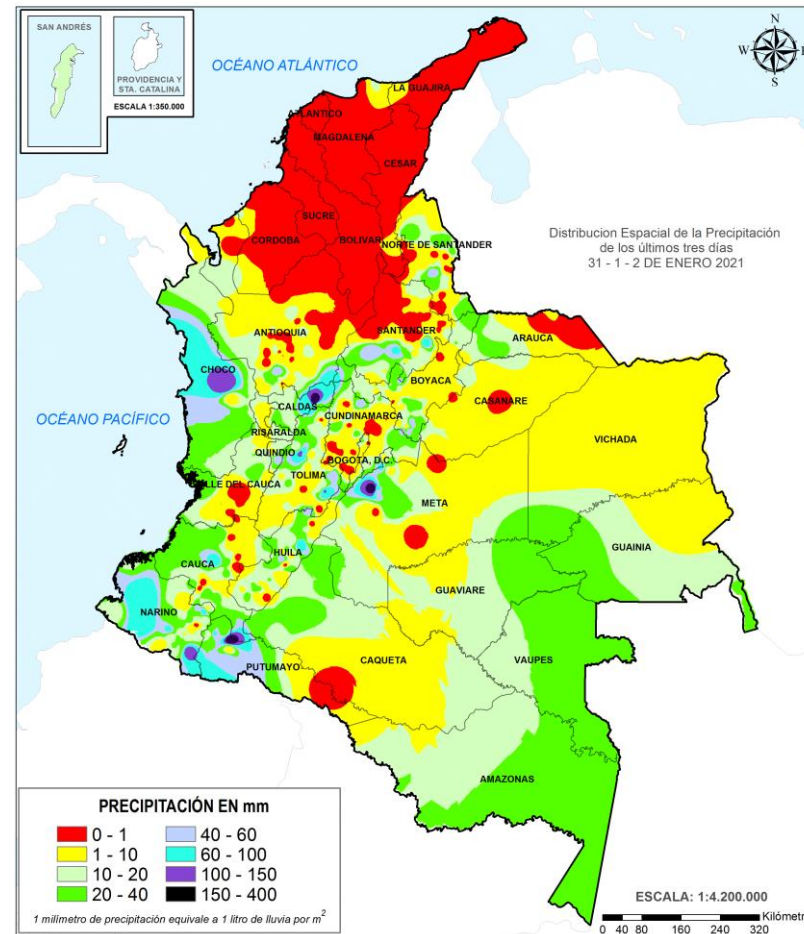 SAN ANDRÉS
PROVIDENCIA Y
STA. CATALINA
ESCALA 1:350.000
OCÉANO ATLÁNTICO
N
W
E
S
LA GUAJIRA
ATLANTICO
MAGDALENA
CESAR
SUCRE
CORDOBA
BOLIVAR
NORTE DE SANTANDER
Distribucion Espacial de la Precipitación
de los últimos tres días
31 - 1 - 2 DE ENERO 2021
ANTIOQUIA
SANTANDER
ARAUCA
CHOCO
BOYACA
CASANARE
OCÉANO PACÍFICO
CALDAS
CUNDINAMARCA
RISARALDA
VICHADA
QUINDIO
BOGOTA, D.C.
TOLIMA
VALLE DEL CAUCA
META
GUAINIA
HUILA
CAUCA
GUAVIARE
NARINO
CAQUETA
VAUPES
PUTUMAYO
AMAZONAS
PRECIPITACIÓN EN mm
0 - 1
40 - 60
1 - 10
60 - 100
10 - 20
100 - 150
20 - 40
150 - 400
1 milímetro de precipitación equivale a 1 litro de lluvia por m²
ESCALA: 1:4.200.000
Kilómet
0 40 80 160 240 320